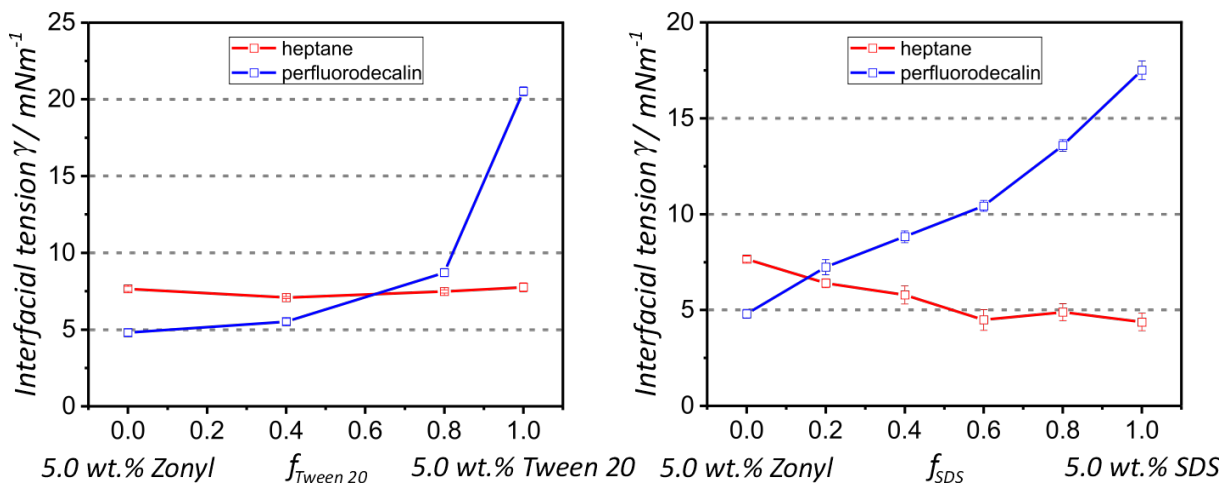 Interfacial tension γ / mNm⁻¹
25
20
15
10
5
0
heptane
perfluorodecalin
0.0 0.2 0.4 0.6 0.8 1.0
5.0 wt.% Zonyl f_Tween 20 5.0 wt.% Tween 20
Interfacial tension γ / mNm⁻¹
20
15
10
5
0
heptane
perfluorodecalin
0.0 0.2 0.4 0.6 0.8 1.0
5.0 wt.% Zonyl f_SDS 5.0 wt.% SDS